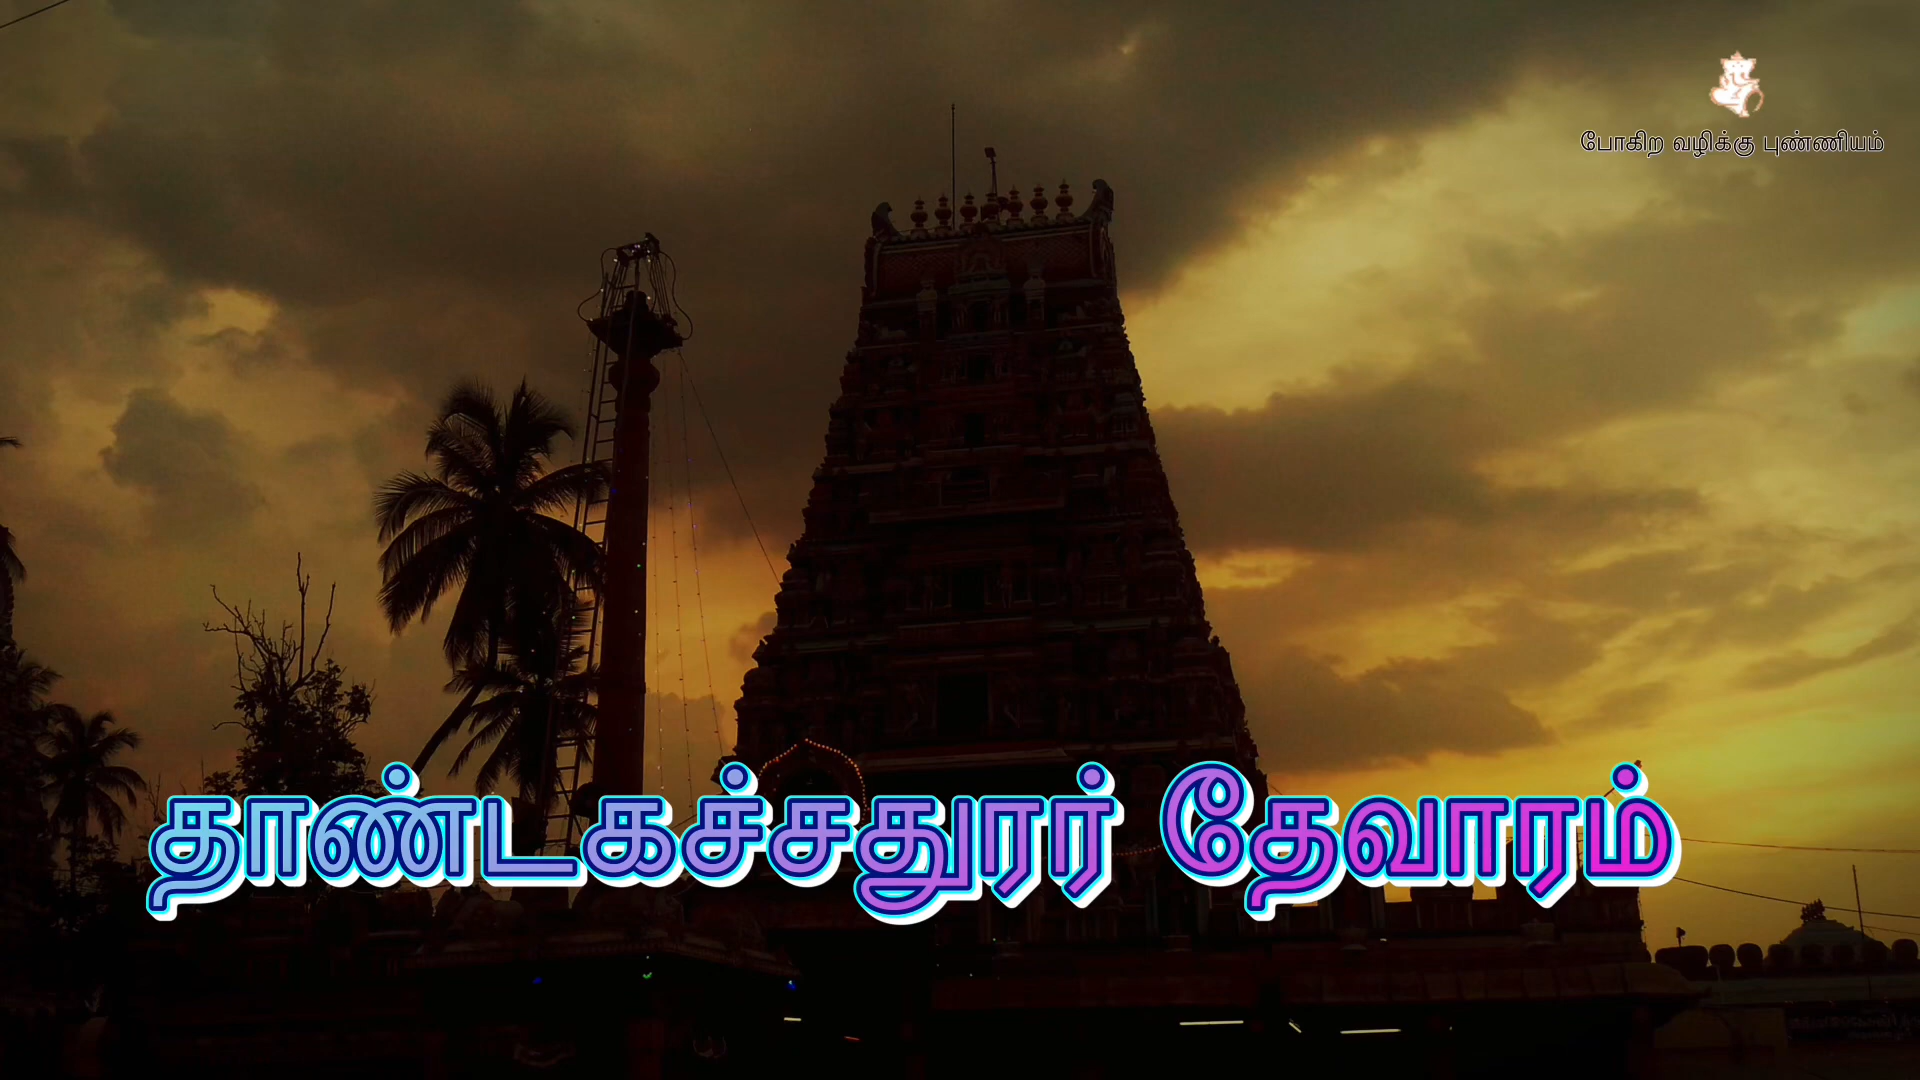 போகிற வழிக்கு புண்ணியம்
தாண்டகச்சதுரர் தேவாரம்